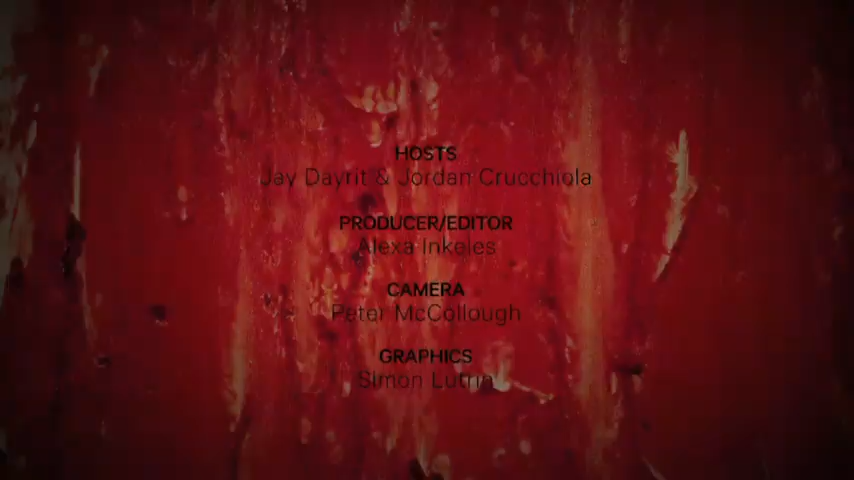 HOSTS
Jay Dayrit & Jordan Crucchiola
PRODUCER/EDITOR
Alexa Inkeles
CAMERA
Peter McCollough
GRAPHICS
Simon Lutrin